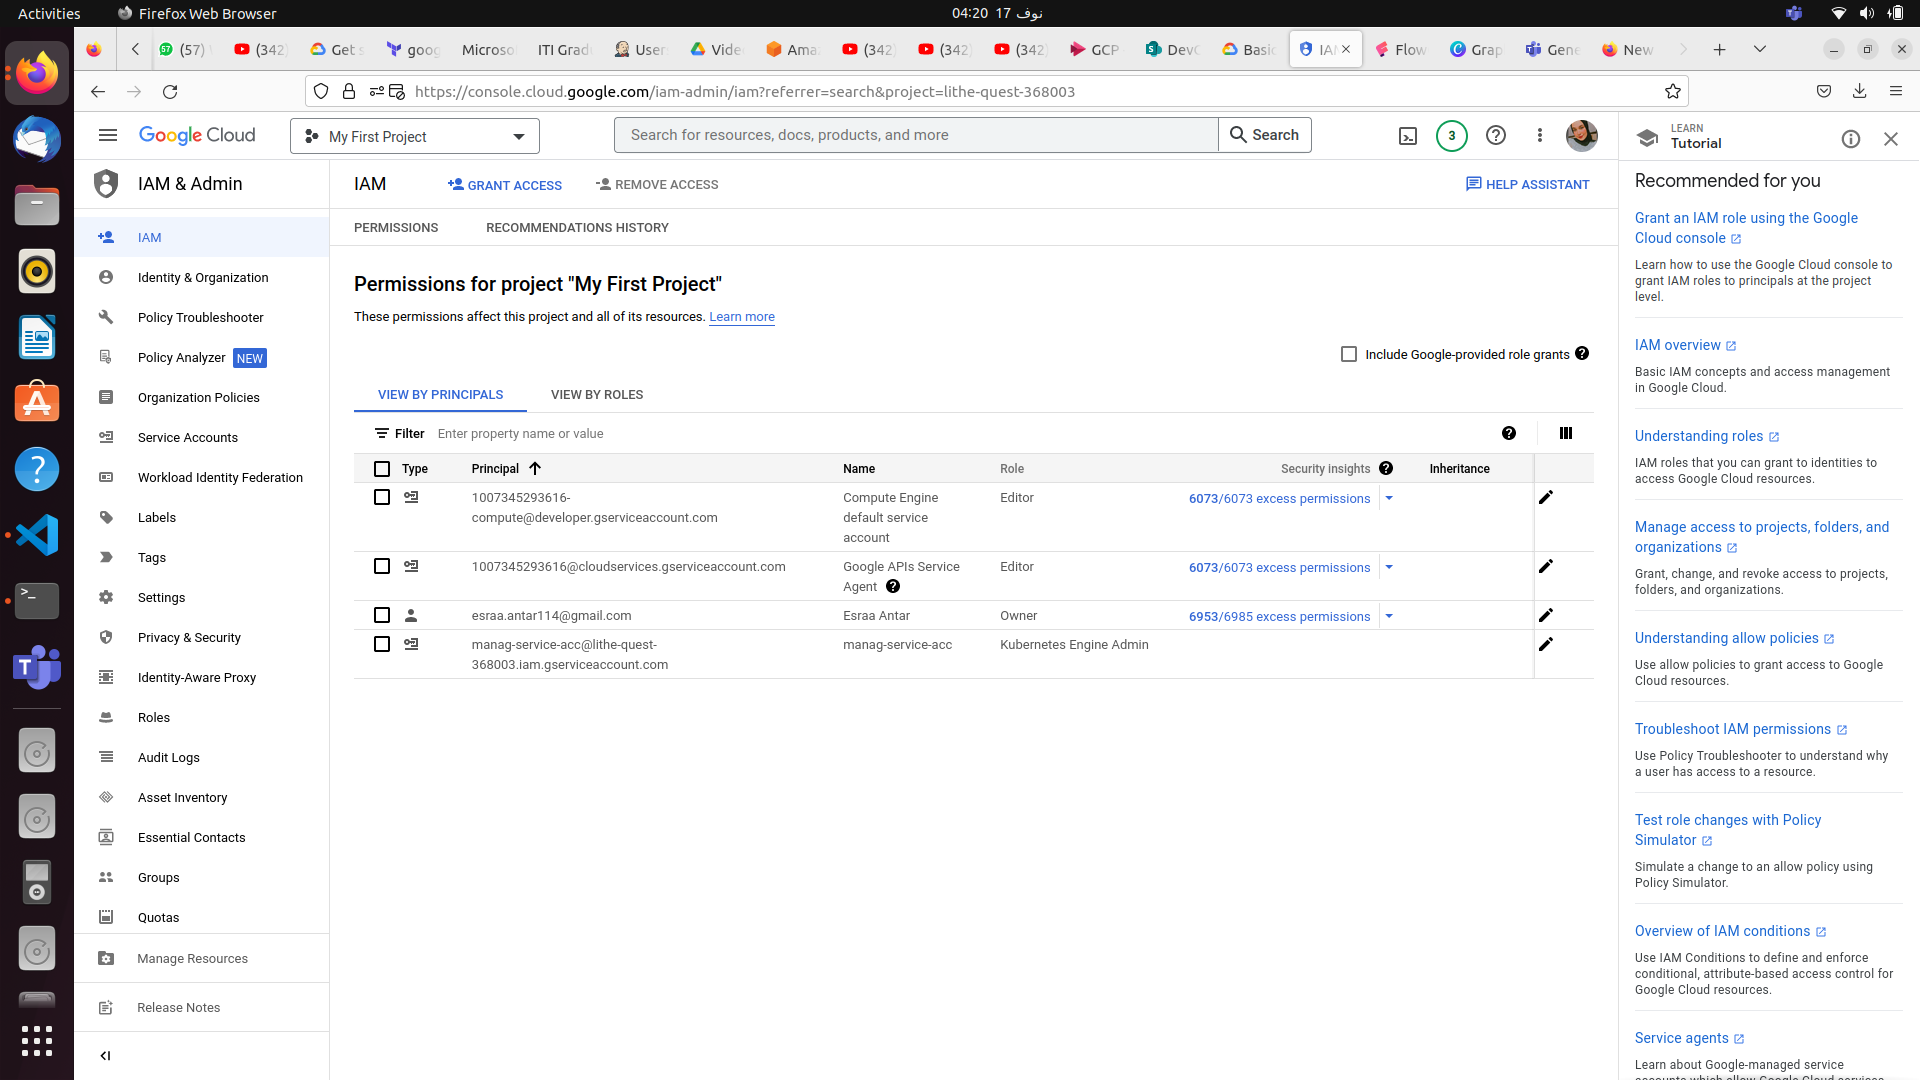 Activities
Firefox Web Browser
04:20 17 نوف
(57)
(342)
Get s
goog
Microso
ITI Grad
User
Vide
Ama
(342)
(342)
(342)
GCP
DevO
Basic
IAM
Flow
Grap
Gene
New
https://console.cloud.google.com/iam-admin/iam?referrer=search&project=lithe-quest-368003
Google Cloud
My First Project
Search for resources, docs, products, and more
Search
3
LEARN
Tutorial
IAM & Admin
IAM
GRANT ACCESS
REMOVE ACCESS
HELP ASSISTANT
PERMISSIONS
RECOMMENDATIONS HISTORY
IAM
Identity & Organization
Policy Troubleshooter
Policy Analyzer NEW
Organization Policies
Service Accounts
Workload Identity Federation
Labels
Tags
Settings
Privacy & Security
Identity-Aware Proxy
Roles
Audit Logs
Asset Inventory
Essential Contacts
Groups
Quotas
Manage Resources
Release Notes
Permissions for project "My First Project"
These permissions affect this project and all of its resources. Learn more
Include Google-provided role grants
VIEW BY PRINCIPALS
VIEW BY ROLES
Filter Enter property name or value
Type Principal Name Role Security insights Inheritance
1007345293616-
compute@developer.gserviceaccount.com
Compute Engine
default service
account
Editor
6073/6073 excess permissions
1007345293616@cloudservices.gserviceaccount.com
Google APIs Service
Agent
Editor
6073/6073 excess permissions
esraa.antar114@gmail.com
Esraa Antar
Owner
6953/6985 excess permissions
manag-service-acc@lithe-quest-
368003.iam.gserviceaccount.com
manag-service-acc
Kubernetes Engine Admin
Recommended for you
Grant an IAM role using the Google
Cloud console
Learn how to use the Google Cloud console to
grant IAM roles to principals at the project
level.
IAM overview
Basic IAM concepts and access management
in Google Cloud.
Understanding roles
IAM roles that you can grant to identities to
access Google Cloud resources.
Manage access to projects, folders, and
organizations
Grant, change, and revoke access to projects,
folders, and organizations.
Understanding allow policies
Use allow policies to grant access to Google
Cloud resources.
Troubleshoot IAM permissions
Use Policy Troubleshooter to understand why
a user has access to a resource.
Test role changes with Policy
Simulator
Simulate a change to an allow policy using
Policy Simulator.
Overview of IAM conditions
Use IAM Conditions to define and enforce
conditional, attribute-based access control for
Google Cloud resources.
Service agents
Learn about Google-managed service
accounts which allow Google Cloud services